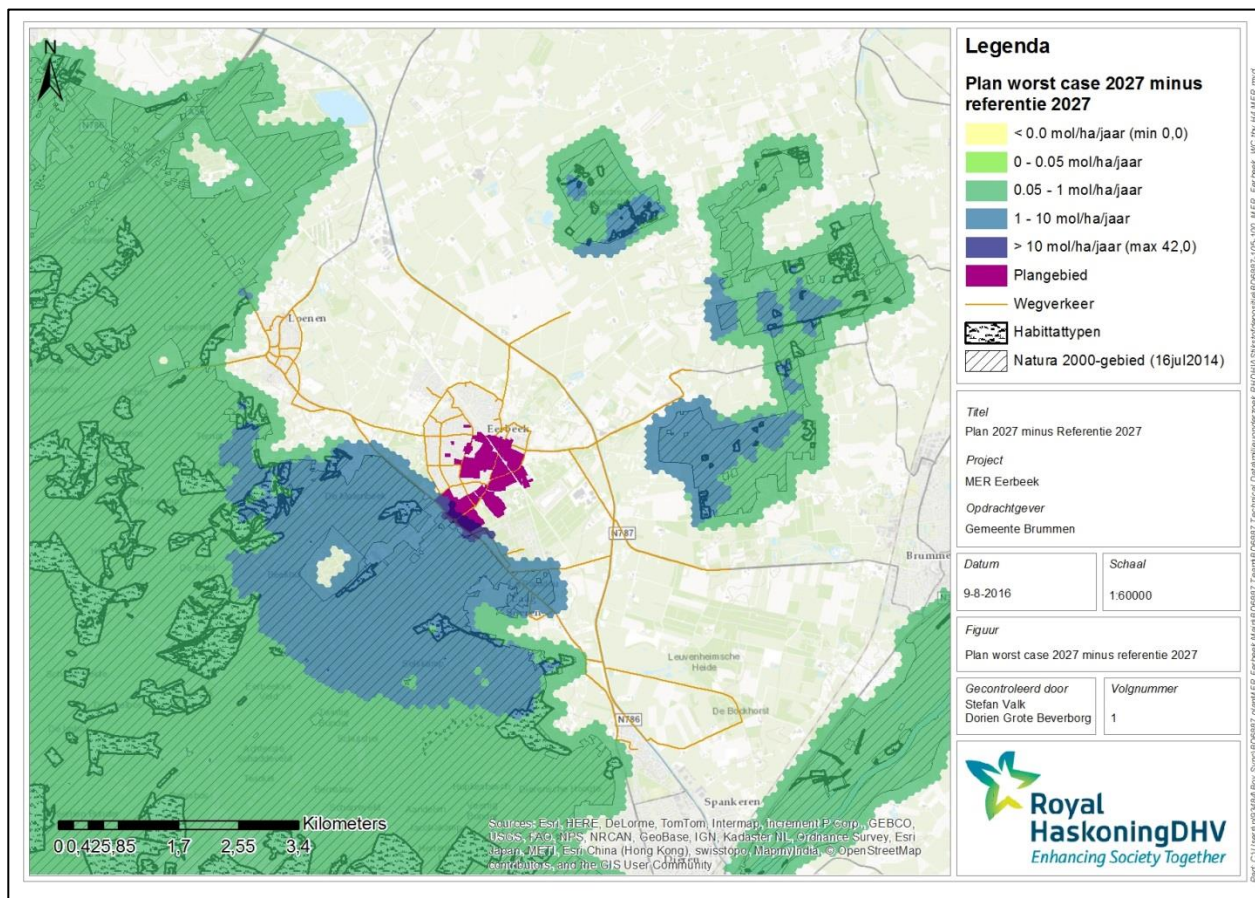 N
N786
A50
Loenen
Eerbeek
N787
Brummen
Leuvenheimsche
Heide
De Bockhorst
N786
Spankeren
Dieren
Kilometers
0 0,425 0,85 1,7 2,55 3,4
Sources: Esri, HERE, DeLorme, TomTom, Intermap, increment P Corp., GEBCO,
USGS, FAO, NPS, NRCAN, GeoBase, IGN, Kadaster NL, Ordnance Survey, Esri
Japan, METI, Esri China (Hong Kong), swisstopo, MapmyIndia, © OpenStreetMap
contributors, and the GIS User Community
Legenda
Plan worst case 2027 minus
referentie 2027
< 0.0 mol/ha/jaar (min 0,0)
0 - 0.05 mol/ha/jaar
0.05 - 1 mol/ha/jaar
1 - 10 mol/ha/jaar
> 10 mol/ha/jaar (max 42,0)
Plangebied
Wegverkeer
Habittattypen
Natura 2000-gebied (16jul2014)
Titel
Plan 2027 minus Referentie 2027
Project
MER Eerbeek
Opdrachtgever
Gemeente Brummen
Datum
9-8-2016
Schaal
1:60000
Figuur
Plan worst case 2027 minus referentie 2027
Gecontroleerd door
Stefan Valk
Dorien Grote Beverborg
Volgnummer
1
Royal
HaskoningDHV
Enhancing Society Together